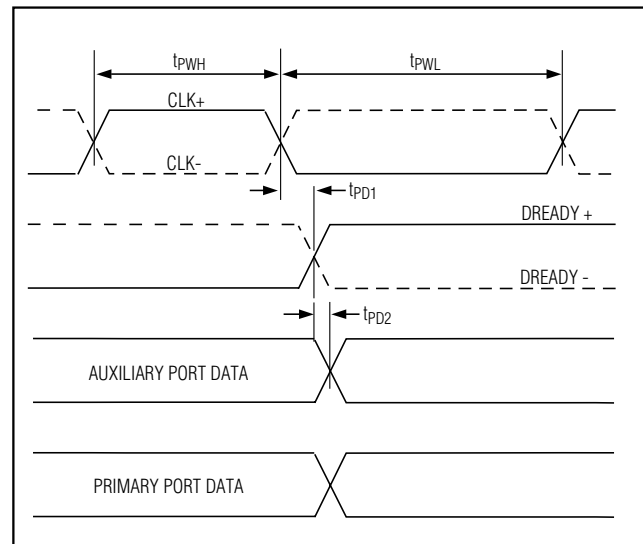 tPWH
tPWL
CLK+
CLK-
tPD1
DREADY +
DREADY -
tPD2
AUXILIARY PORT DATA
PRIMARY PORT DATA